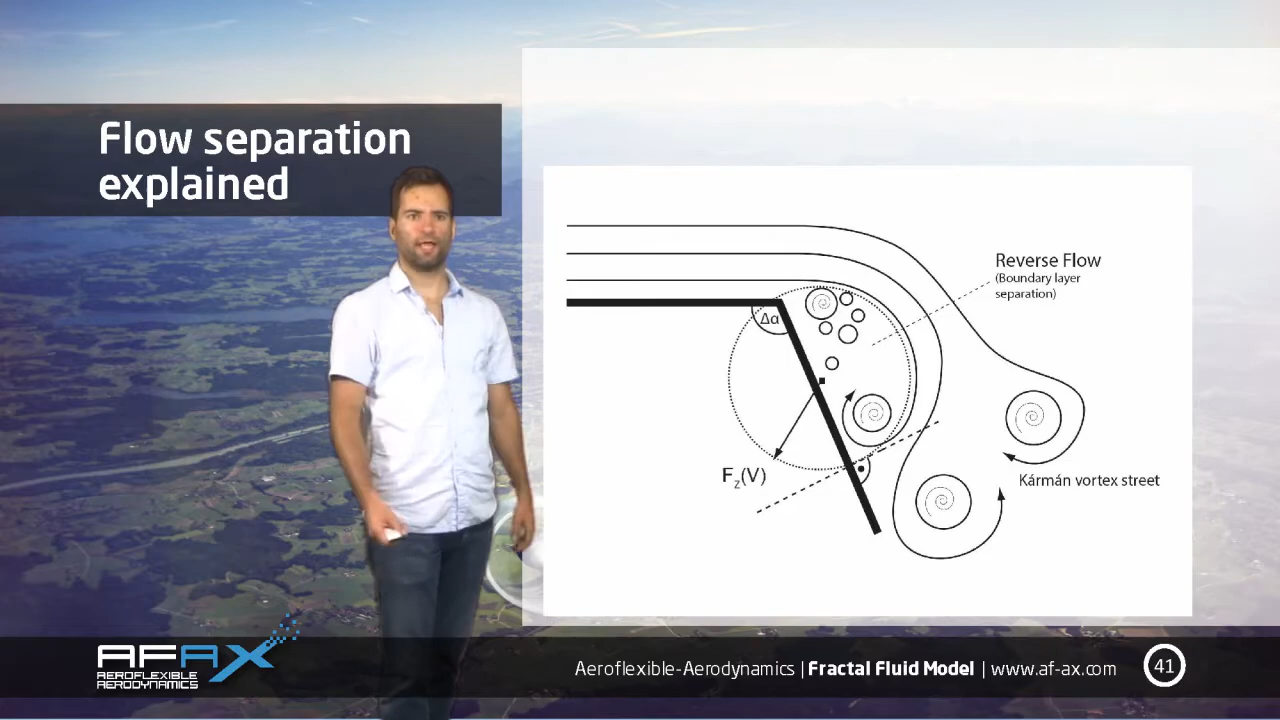 Flow separation
explained
Reverse Flow
(Boundary layer
separation)
Δα
F_z(V)
Kármán vortex street
AFAX
AEROFLEXIBLE
AERODYNAMICS
Aeroflexible-Aerodynamics | Fractal Fluid Model | www.af-ax.com
41